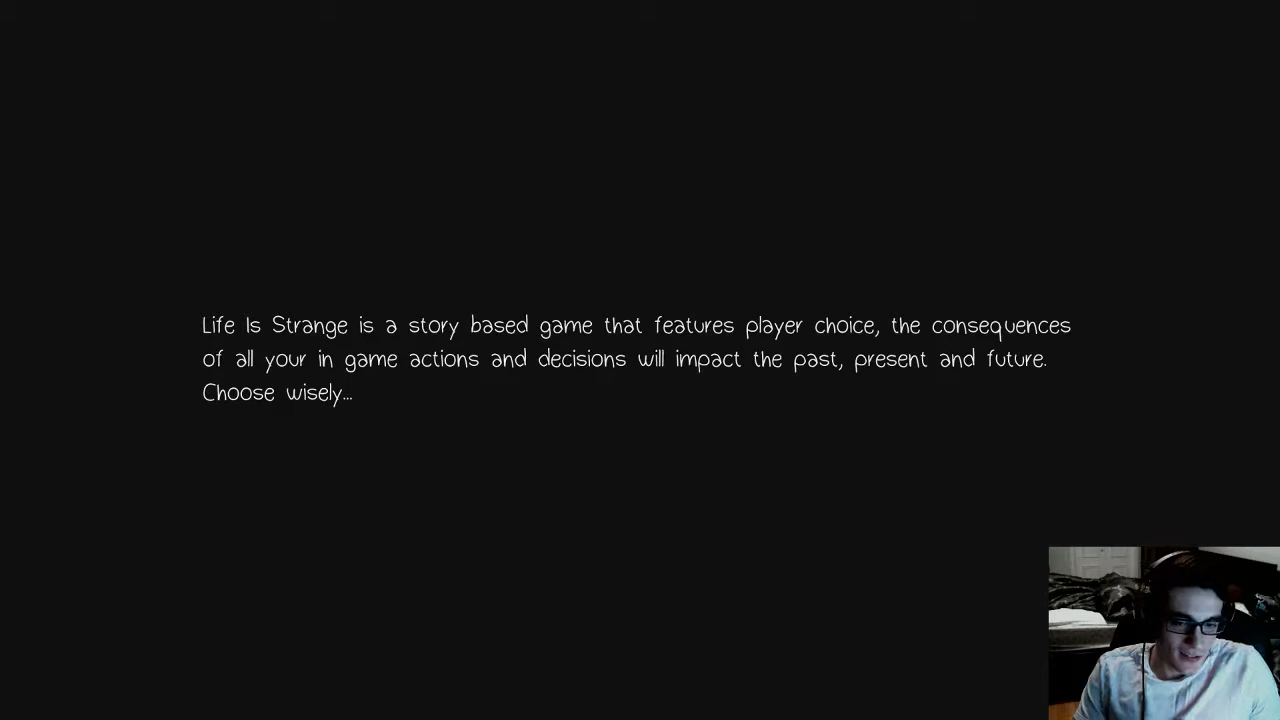 Life Is Strange is a story based game that features player choice, the consequences
of all your in game actions and decisions will impact the past, present and future.
Choose wisely...